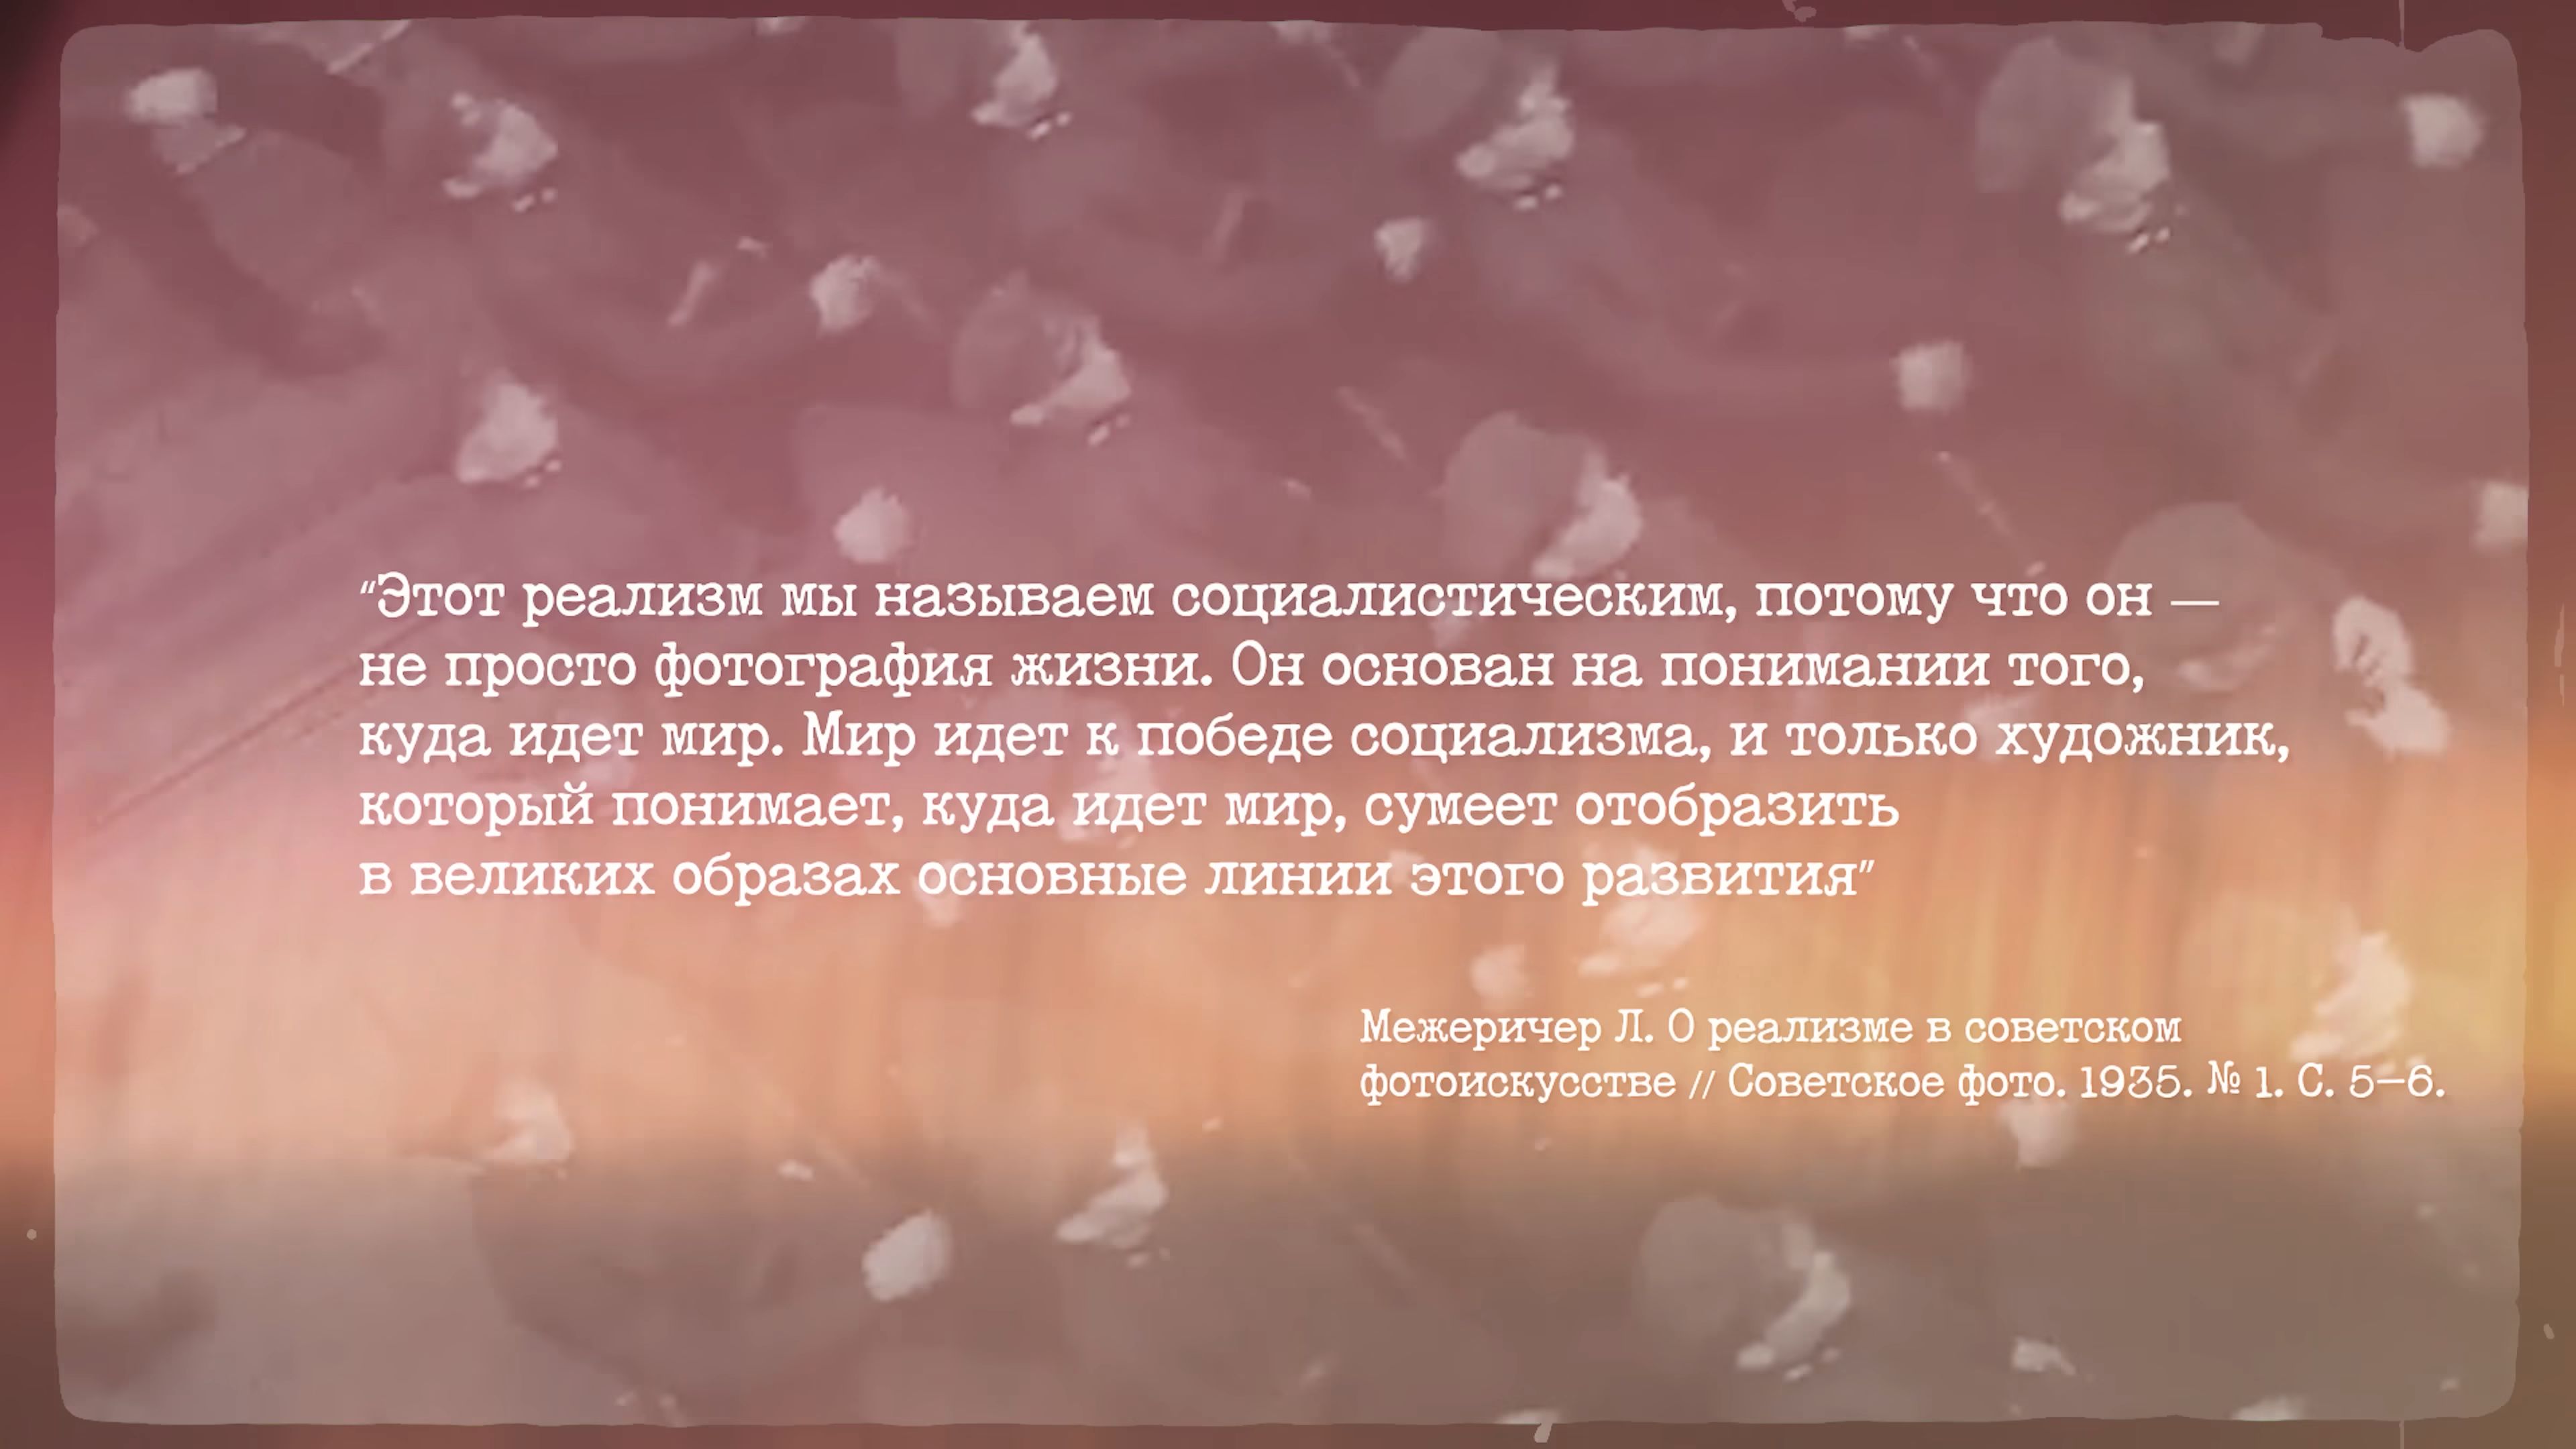 “Этот реализм мы называем социалистическим, потому что он —
не просто фотография жизни. Он основан на понимании того,
куда идет мир. Мир идет к победе социализма, и только художник,
который понимает, куда идет мир, сумеет отобразить
в великих образах основные линии этого развития”
Межеричер Л. О реализме в советском
фотоискусстве // Советское фото. 1935. № 1. С. 5—6.